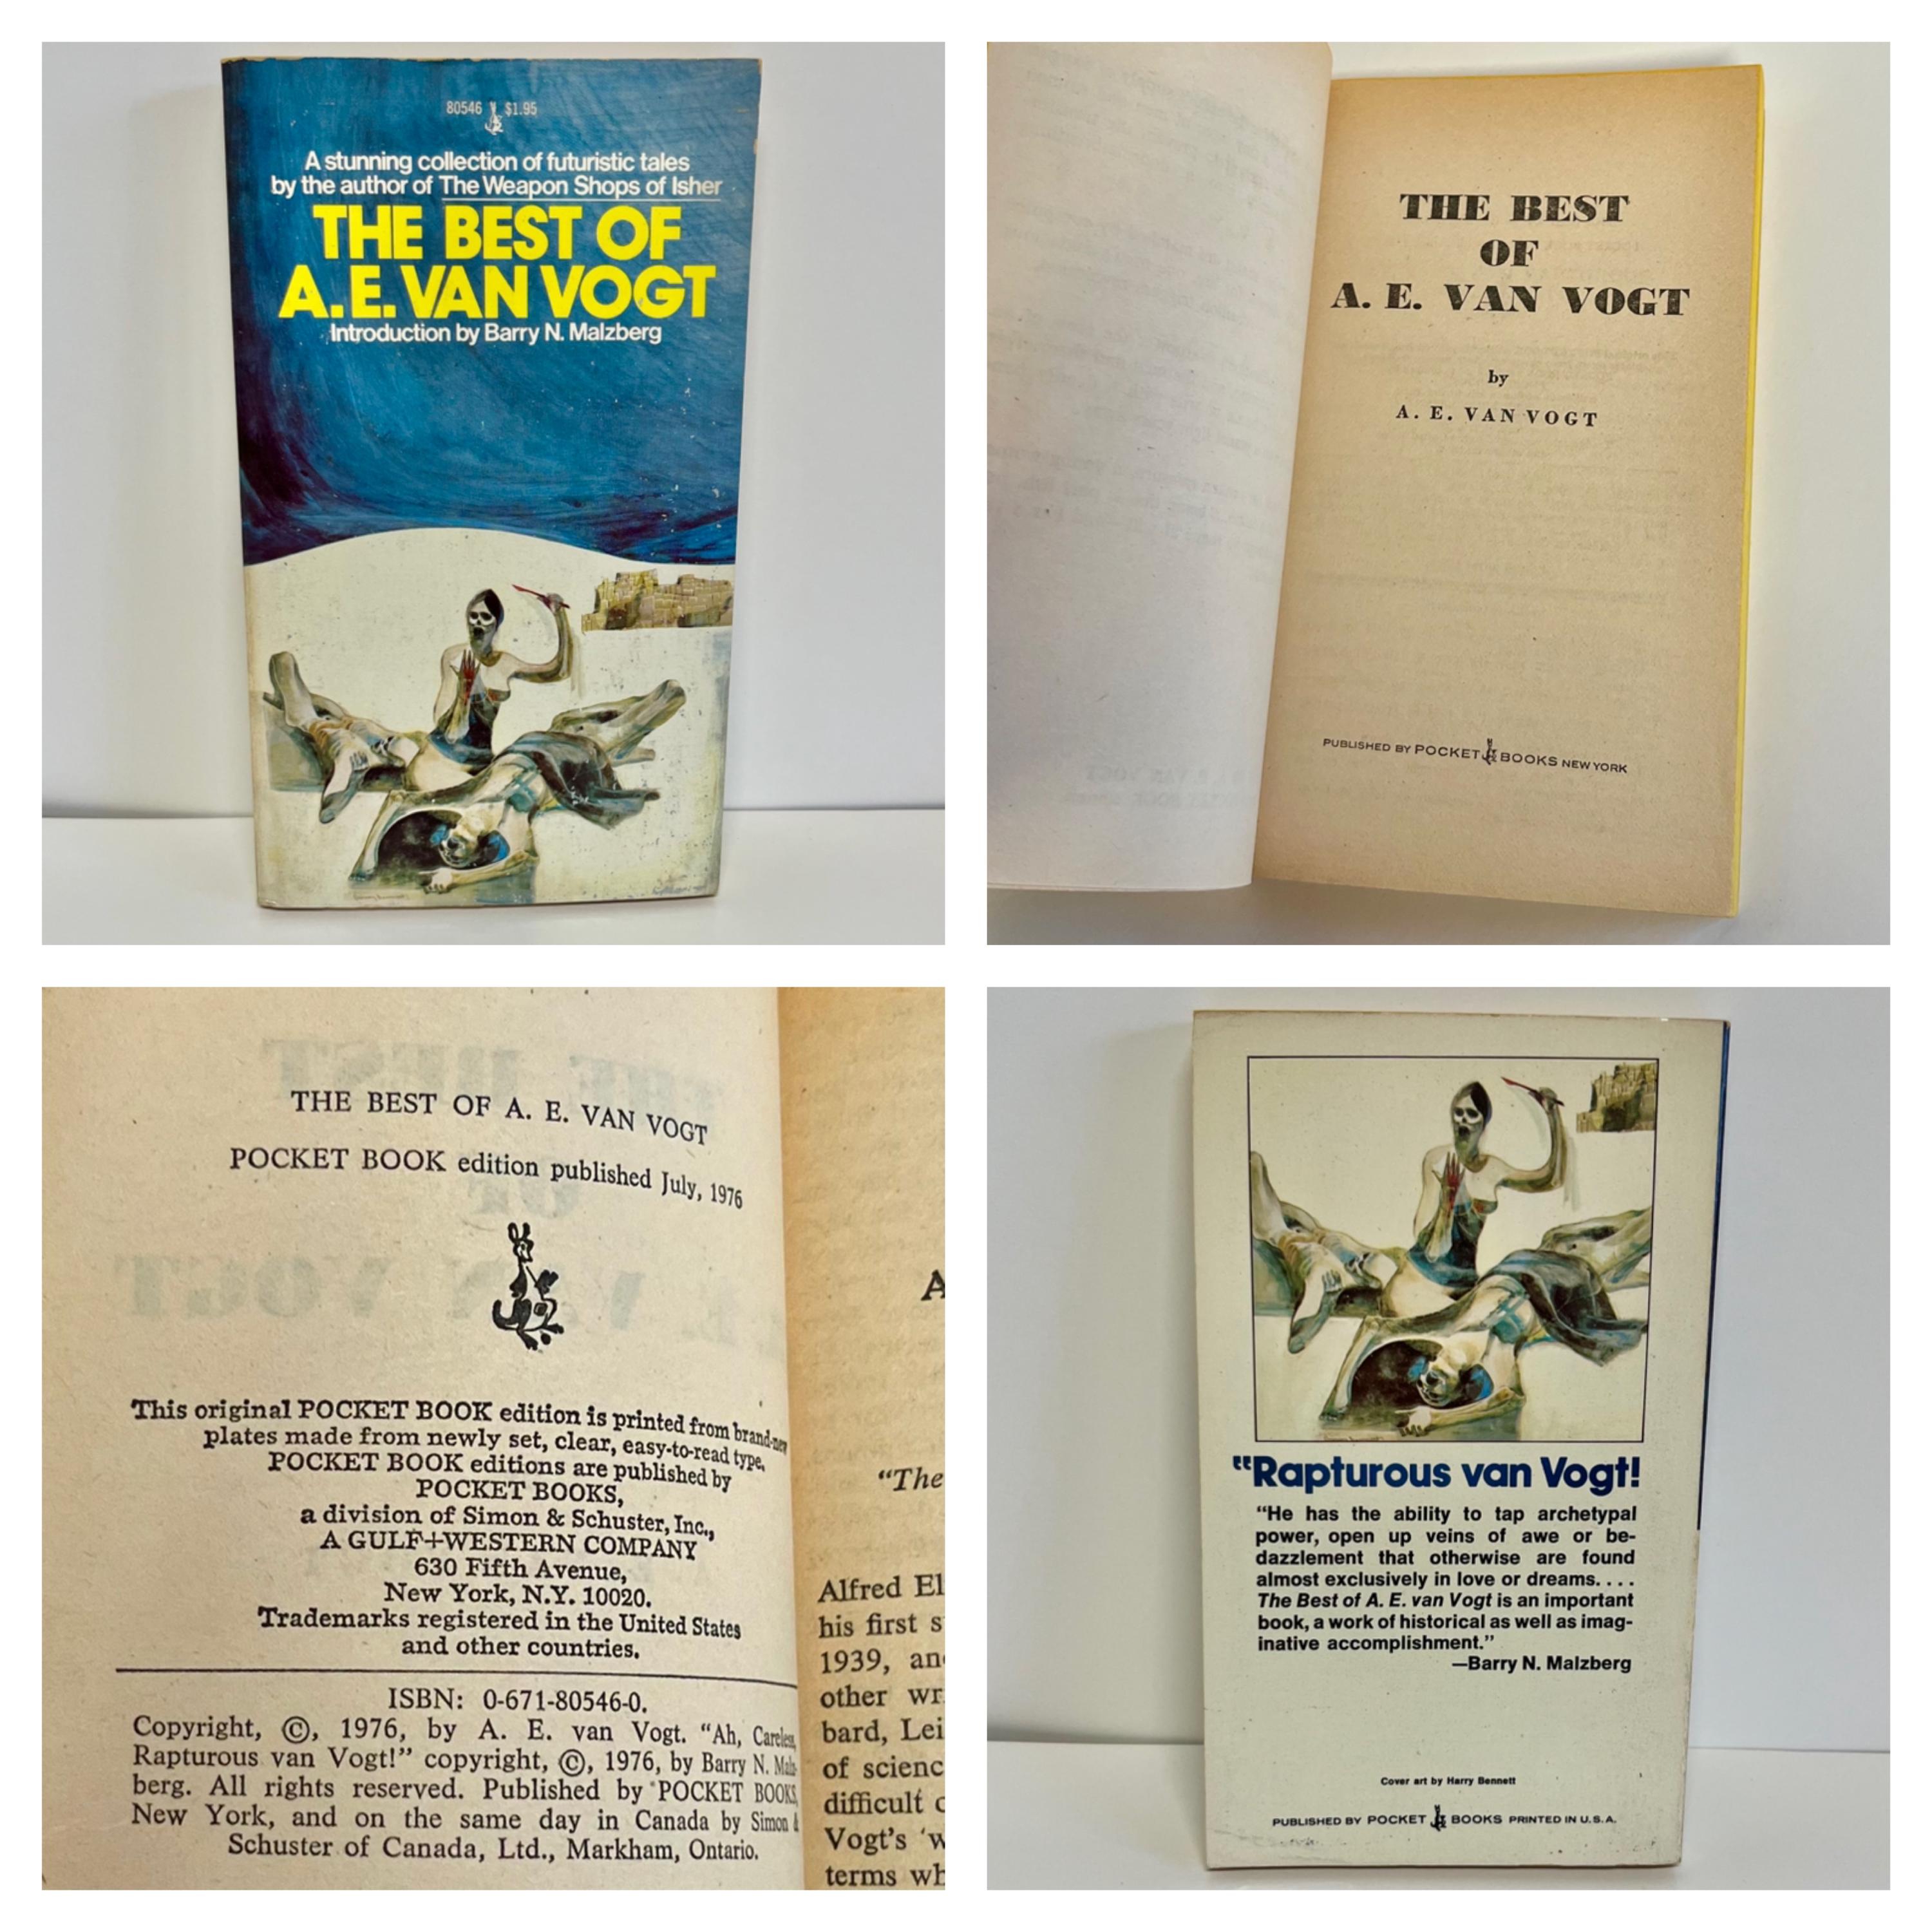 80546 $1.95
A stunning collection of futuristic tales
by the author of The Weapon Shops of Isher
THE BEST OF
A. E. VAN VOGT
Introduction by Barry N. Malzberg
THE BEST
OF
A. E. VAN VOGT
by
A. E. VAN VOGT
PUBLISHED BY POCKET BOOKS NEW YORK
THE BEST OF A. E. VAN VOGT
POCKET BOOK edition published July, 1976
This original POCKET BOOK edition is printed from brand-new
plates made from newly set, clear, easy-to-read type.
POCKET BOOK editions are published by
POCKET BOOKS,
a division of Simon & Schuster, Inc.,
A GULF+WESTERN COMPANY
630 Fifth Avenue,
New York, N.Y. 10020.
Trademarks registered in the United States
and other countries.
ISBN: 0-671-80546-0.
Copyright, ©, 1976, by A. E. van Vogt. "Ah, Careless,
Rapturous van Vogt!" copyright, ©, 1976, by Barry N. Malz-
berg. All rights reserved. Published by POCKET BOOKS,
New York, and on the same day in Canada by Simon &
Schuster of Canada, Ltd., Markham, Ontario.
A
"The
Alfred El
his first s
1939, an
other wr
bard, Lei
of scienc
difficult
Vogt's 'w
terms wh
"Rapturous van Vogt!
"He has the ability to tap archetypal
power, open up veins of awe or be-
dazzlement that otherwise are found
almost exclusively in love or dreams. . . .
The Best of A. E. van Vogt is an important
book, a work of historical as well as imag-
inative accomplishment."
—Barry N. Malzberg
Cover art by Harry Bennett
PUBLISHED BY POCKET BOOKS PRINTED IN U.S.A.